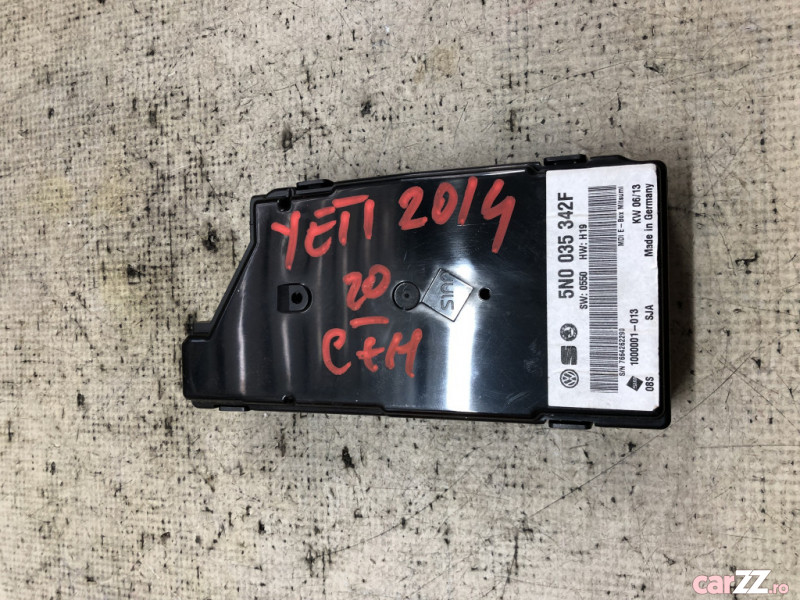 YETI 2014
20
CFM
5N0 035 342F
SW: 0550 HW: H19
MDI E-Box Mitsumi
KW 06/13
Made in Germany
S/N 7664262290
1000001-013
SJA
08S
carZZ.ro